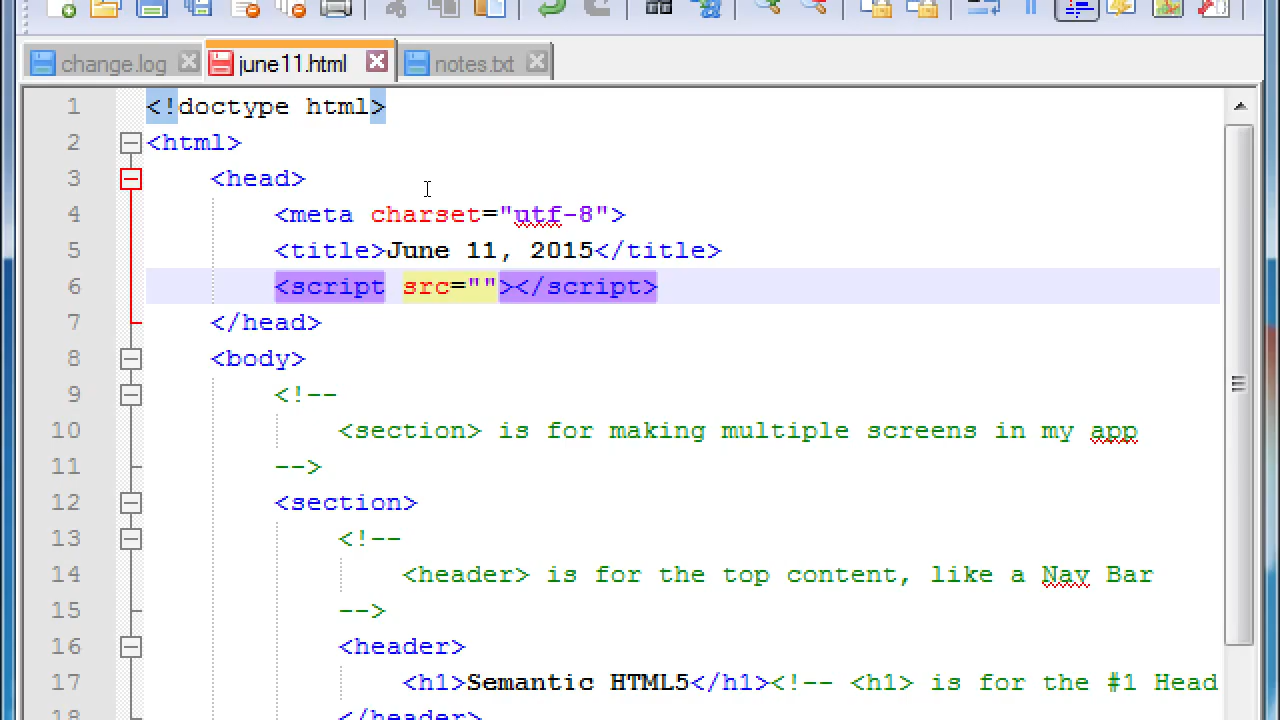 change.log june11.html notes.txt
1 <!doctype html>
2 <html>
3 <head>
4 <meta charset="utf-8">
5 <title>June 11, 2015</title>
6 <script src=""></script>
7 </head>
8 <body>
9 <!--
10 <section> is for making multiple screens in my app
11 -->
12 <section>
13 <!--
14 <header> is for the top content, like a Nav Bar
15 -->
16 <header>
17 <h1>Semantic HTML5</h1><!-- <h1> is for the #1 Head
18 </header>